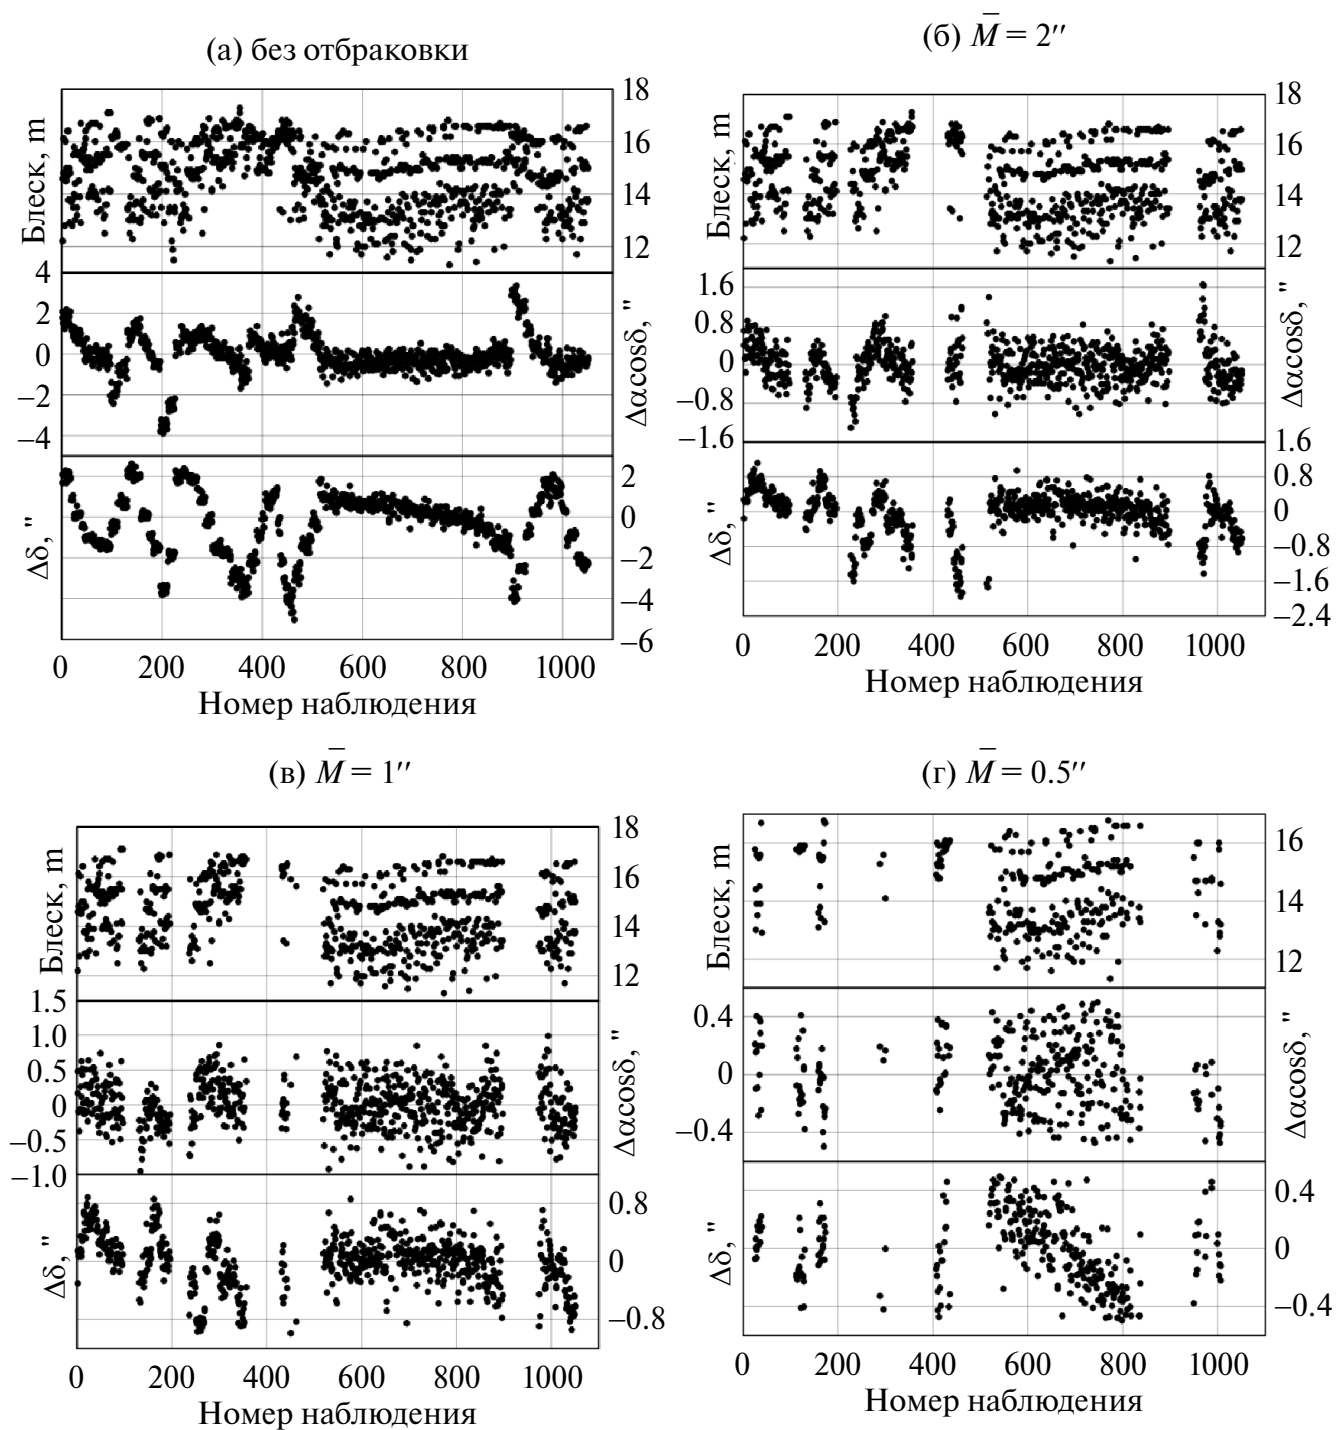 (а) без отбраковки
Блеск, m
18
16
14
12
4
2
0
−2
−4
Δαcosδ, ″
Δδ, ″
2
0
−2
−4
−6
0 200 400 600 800 1000
Номер наблюдения
(б) M̄ = 2″
Блеск, m
18
16
14
12
1.6
0.8
0
−0.8
−1.6
Δαcosδ, ″
Δδ, ″
1.6
0.8
0
−0.8
−1.6
−2.4
0 200 400 600 800 1000
Номер наблюдения
(в) M̄ = 1″
Блеск, m
18
16
14
12
1.5
1.0
0.5
0
−0.5
−1.0
Δαcosδ, ″
Δδ, ″
0.8
0
−0.8
0 200 400 600 800 1000
Номер наблюдения
(г) M̄ = 0.5″
Блеск, m
16
14
12
0.4
0
−0.4
Δαcosδ, ″
Δδ, ″
0.4
0
−0.4
0 200 400 600 800 1000
Номер наблюдения